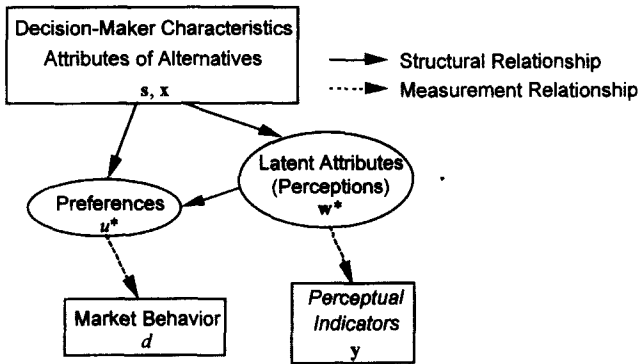 Decision-Maker Characteristics
Attributes of Alternatives
s, x
Structural Relationship
Measurement Relationship
Latent Attributes
(Perceptions)
w*
Preferences
u*
Market Behavior
d
Perceptual
Indicators
y